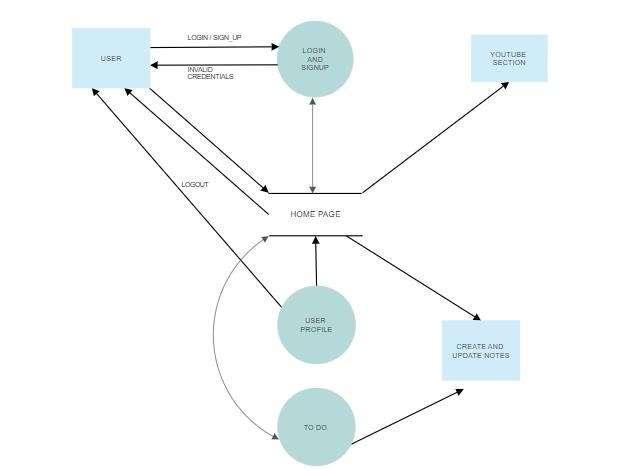 LOGIN / SIGN_UP
USER
LOGIN
AND
SIGNUP
YOUTUBE
SECTION
INVALID
CREDENTIALS
LOGOUT
HOME PAGE
USER
PROFILE
CREATE AND
UPDATE NOTES
TO DO